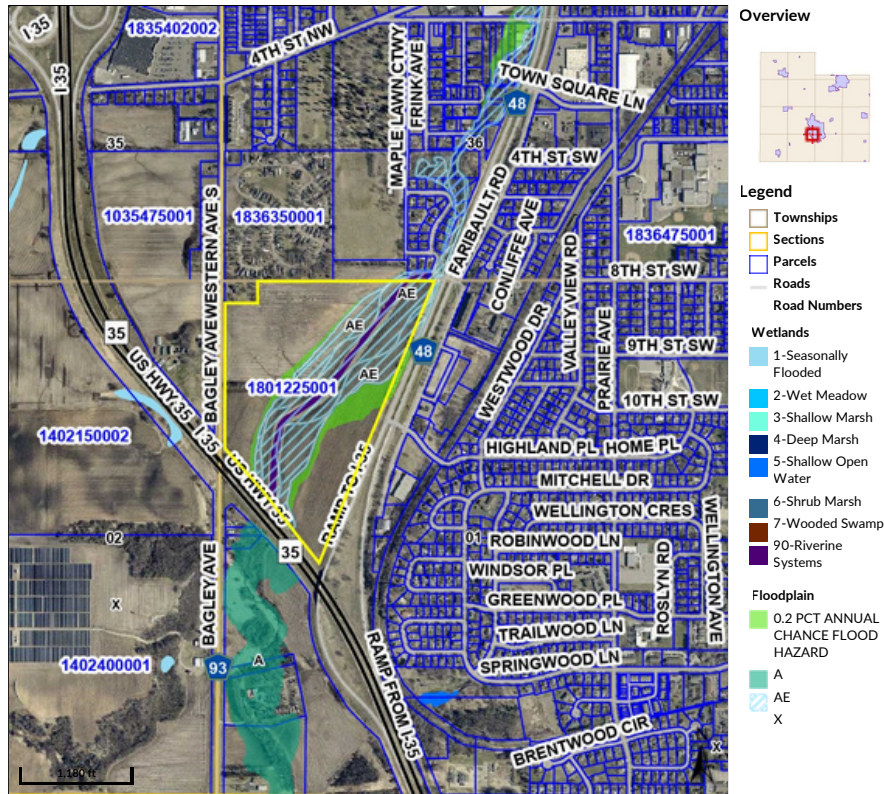 Overview
Legend
Townships
Sections
Parcels
Roads
Road Numbers
Wetlands
1-Seasonally
Flooded
2-Wet Meadow
3-Shallow Marsh
4-Deep Marsh
5-Shallow Open
Water
6-Shrub Marsh
7-Wooded Swamp
90-Riverine
Systems
Floodplain
0.2 PCT ANNUAL
CHANCE FLOOD
HAZARD
A
AE
X
I 35
1835402002
4TH ST NW
I 35
MAPLE LAWN CTWY
FRINK AVE
TOWN SQUARE LN
48
35
36
4TH ST SW
1035475001
1836350001
1836475001
BAGLEY AVE
WESTERN AVE S
FARIBAULT RD
CONLIFFE AVE
VALLEY VIEW RD
8TH ST SW
AE
35
AE
48
WESTWOOD DR
PRAIRIE AVE
9TH ST SW
US HWY 35
I-35
1801225001
AE
10TH ST SW
1402150002
US HWY 35
RAMP TO I-35
HIGHLAND PL
HOME PL
MITCHELL DR
WELLINGTON CRES
WELLINGTON AVE
02
35
01
ROBINWOOD LN
BAGLEY AVE
WINDSOR PL
ROSLYN RD
X
GREENWOOD PL
TRAILWOOD LN
1402400001
93
A
SPRINGWOOD LN
RAMP FROM I-35
BRENTWOOD CIR
X
1,180 ft